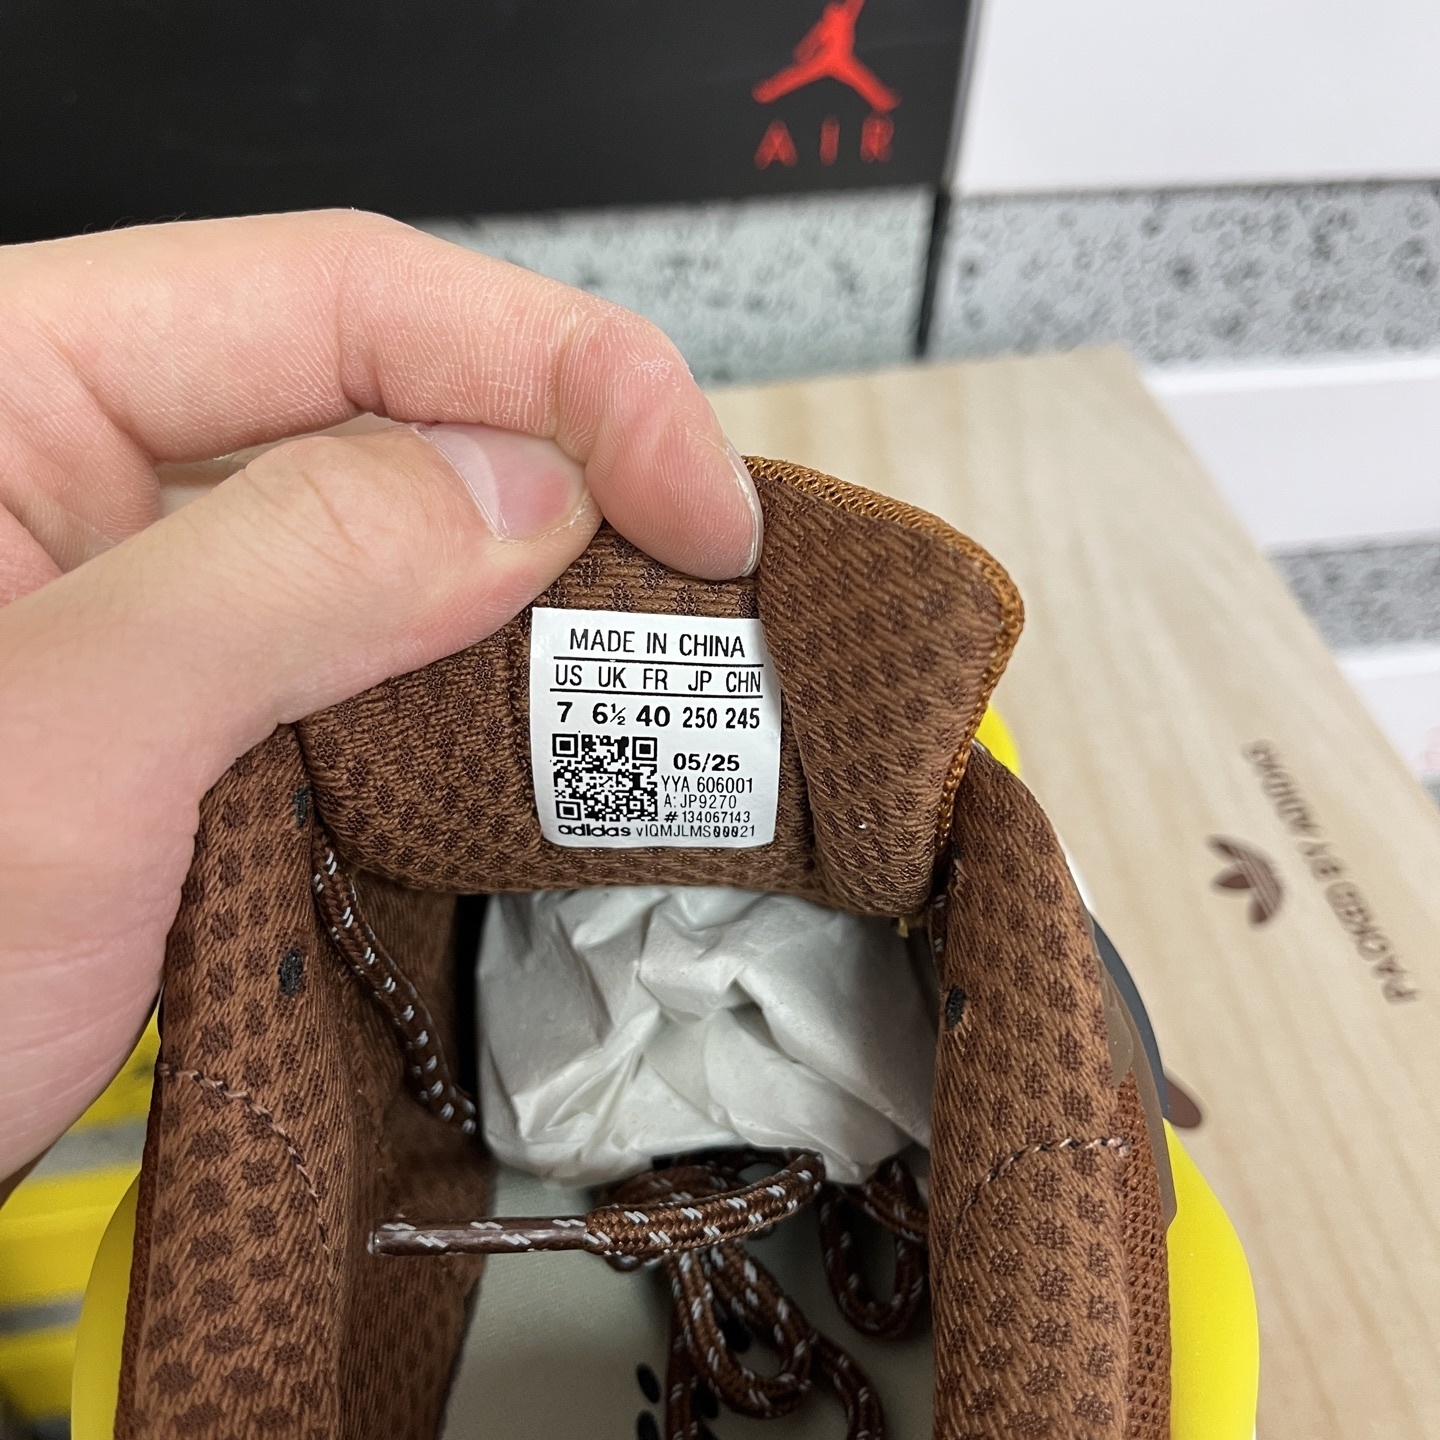 AIR
MADE IN CHINA
US UK FR JP CHN
7 6½ 40 250 245
05/25
YYA 606001
A: JP9270
# 134067143
adidas vIQMJLMS00021
PACKED BY ADIDAS